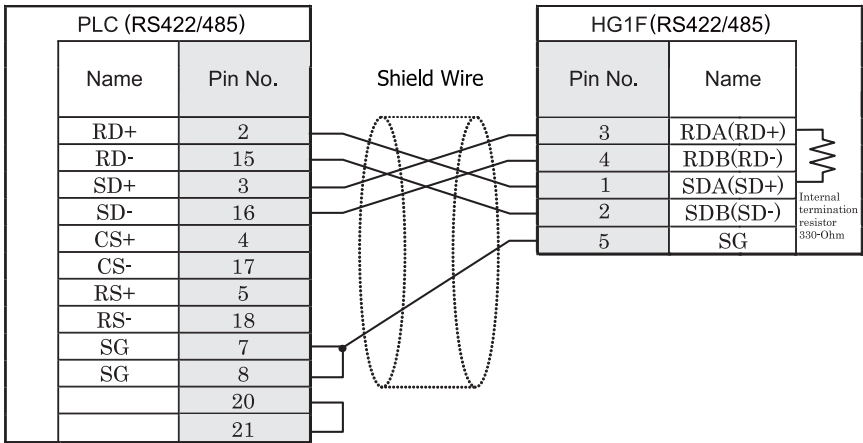 PLC (RS422/485)
HG1F(RS422/485)
Name Pin No. Shield Wire Pin No. Name
RD+ 2 3 RDA(RD+)
RD- 15 4 RDB(RD-)
SD+ 3 1 SDA(SD+)
SD- 16 2 SDB(SD-)
CS+ 4 5 SG
CS- 17
RS+ 5
RS- 18
SG 7
SG 8
20
21
Internal
termination
resistor
330-Ohm